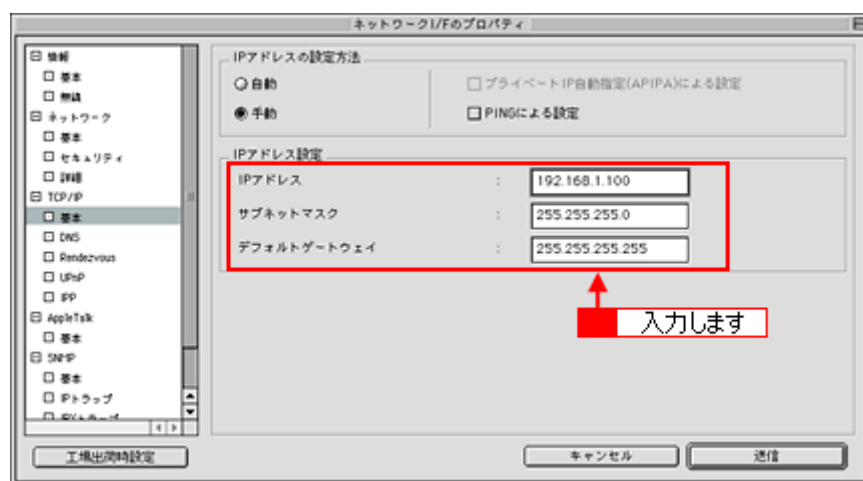 ネットワークI/Fのプロパティ
情報
基本
無線
ネットワーク
基本
セキュリティ
詳細
TCP/IP
基本
DNS
Rendezvous
UPnP
IPP
AppleTalk
基本
SNMP
基本
IPトラップ
IPXトラップ
IPアドレスの設定方法
自動
プライベートIP自動指定(APIPA)による設定
手動
PINGによる設定
IPアドレス設定
IPアドレス : 192.168.1.100
サブネットマスク : 255.255.255.0
デフォルトゲートウェイ : 255.255.255.255
入力します
工場出荷時設定
キャンセル
送信